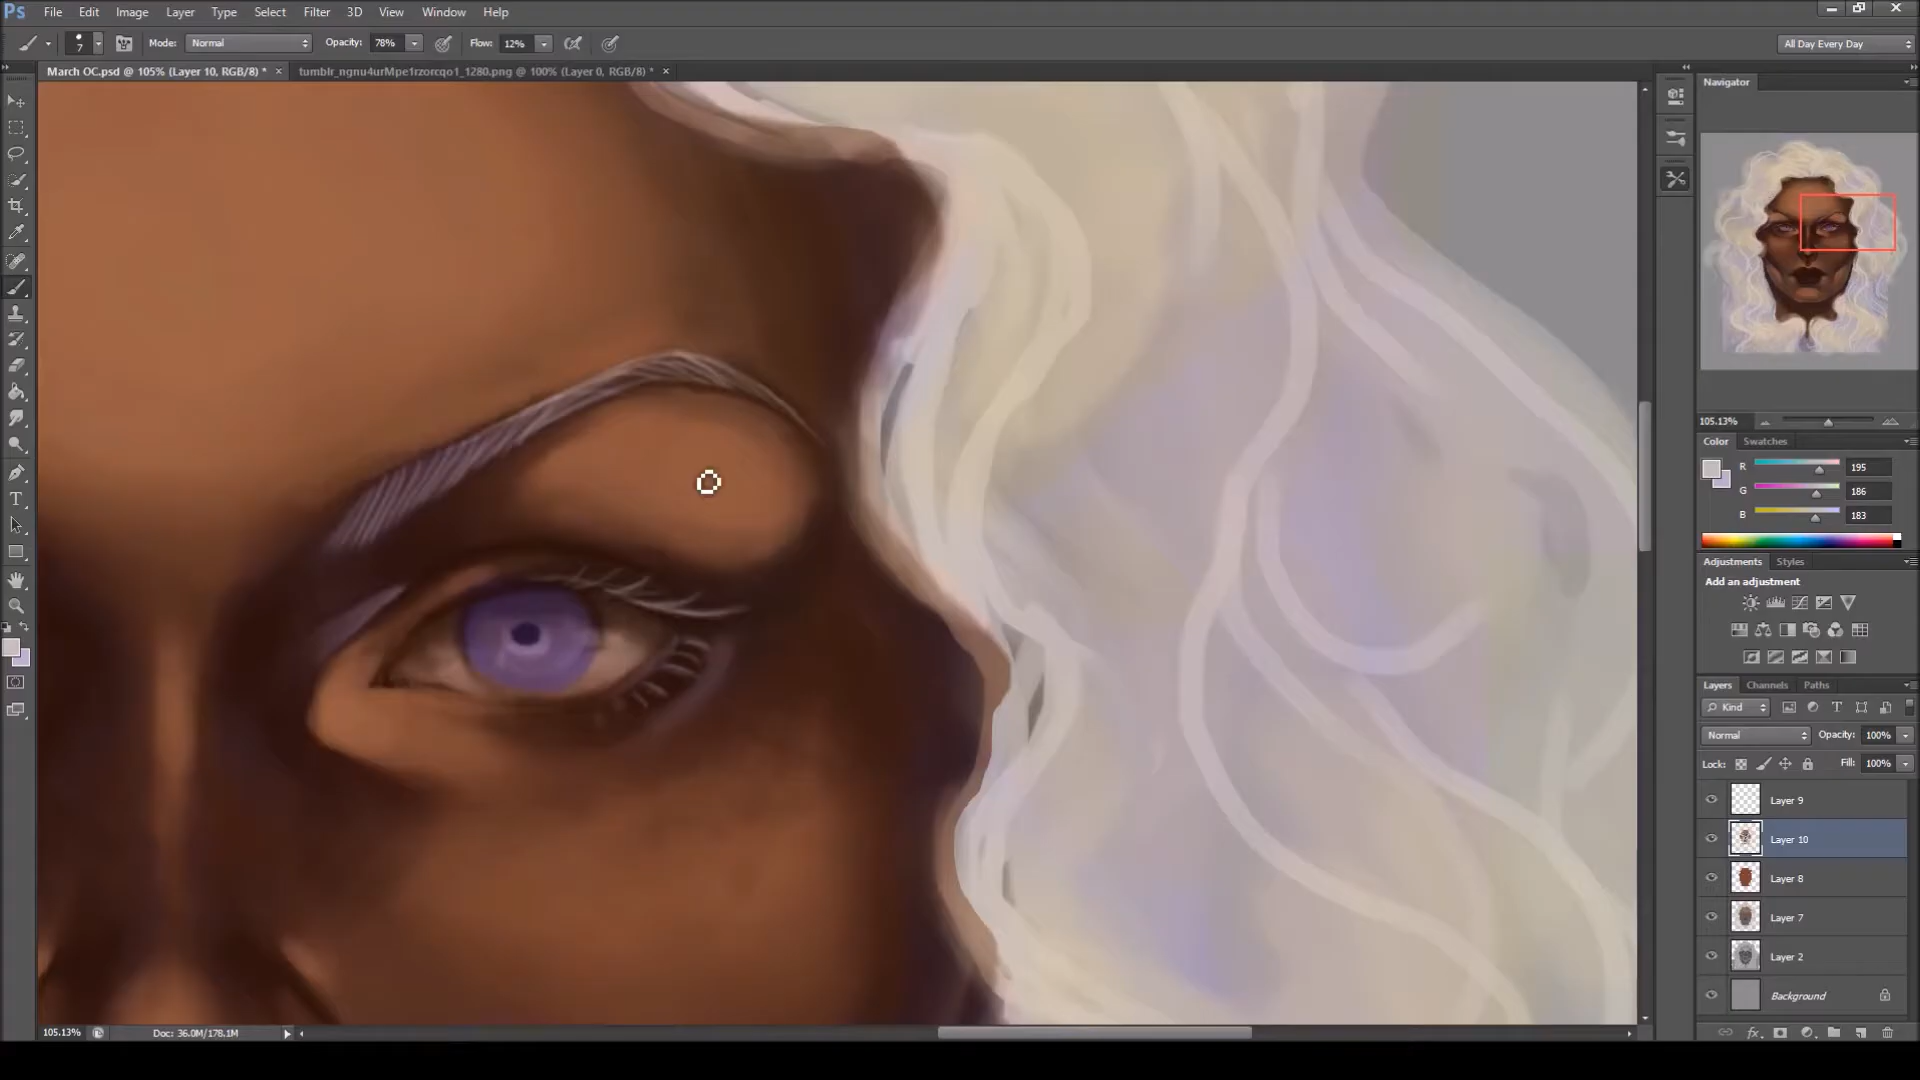 Ps File Edit Image Layer Type Select Filter 3D View Window Help
7 Mode: Normal Opacity: 78% Flow: 12% All Day Every Day
March OC.psd @ 105% (Layer 10, RGB/8) * × tumblr_ngnu4urMpe1rzorcqo1_1280.png @ 100% (Layer 0, RGB/8) * ×
Navigator
105.13%
Color Swatches
R 195
G 186
B 183
Adjustments Styles
Add an adjustment
Layers Channels Paths
Kind
Normal Opacity: 100%
Lock: Fill: 100%
Layer 9
Layer 10
Layer 8
Layer 7
Layer 2
Background
105.13% Doc: 36.0M/178.1M